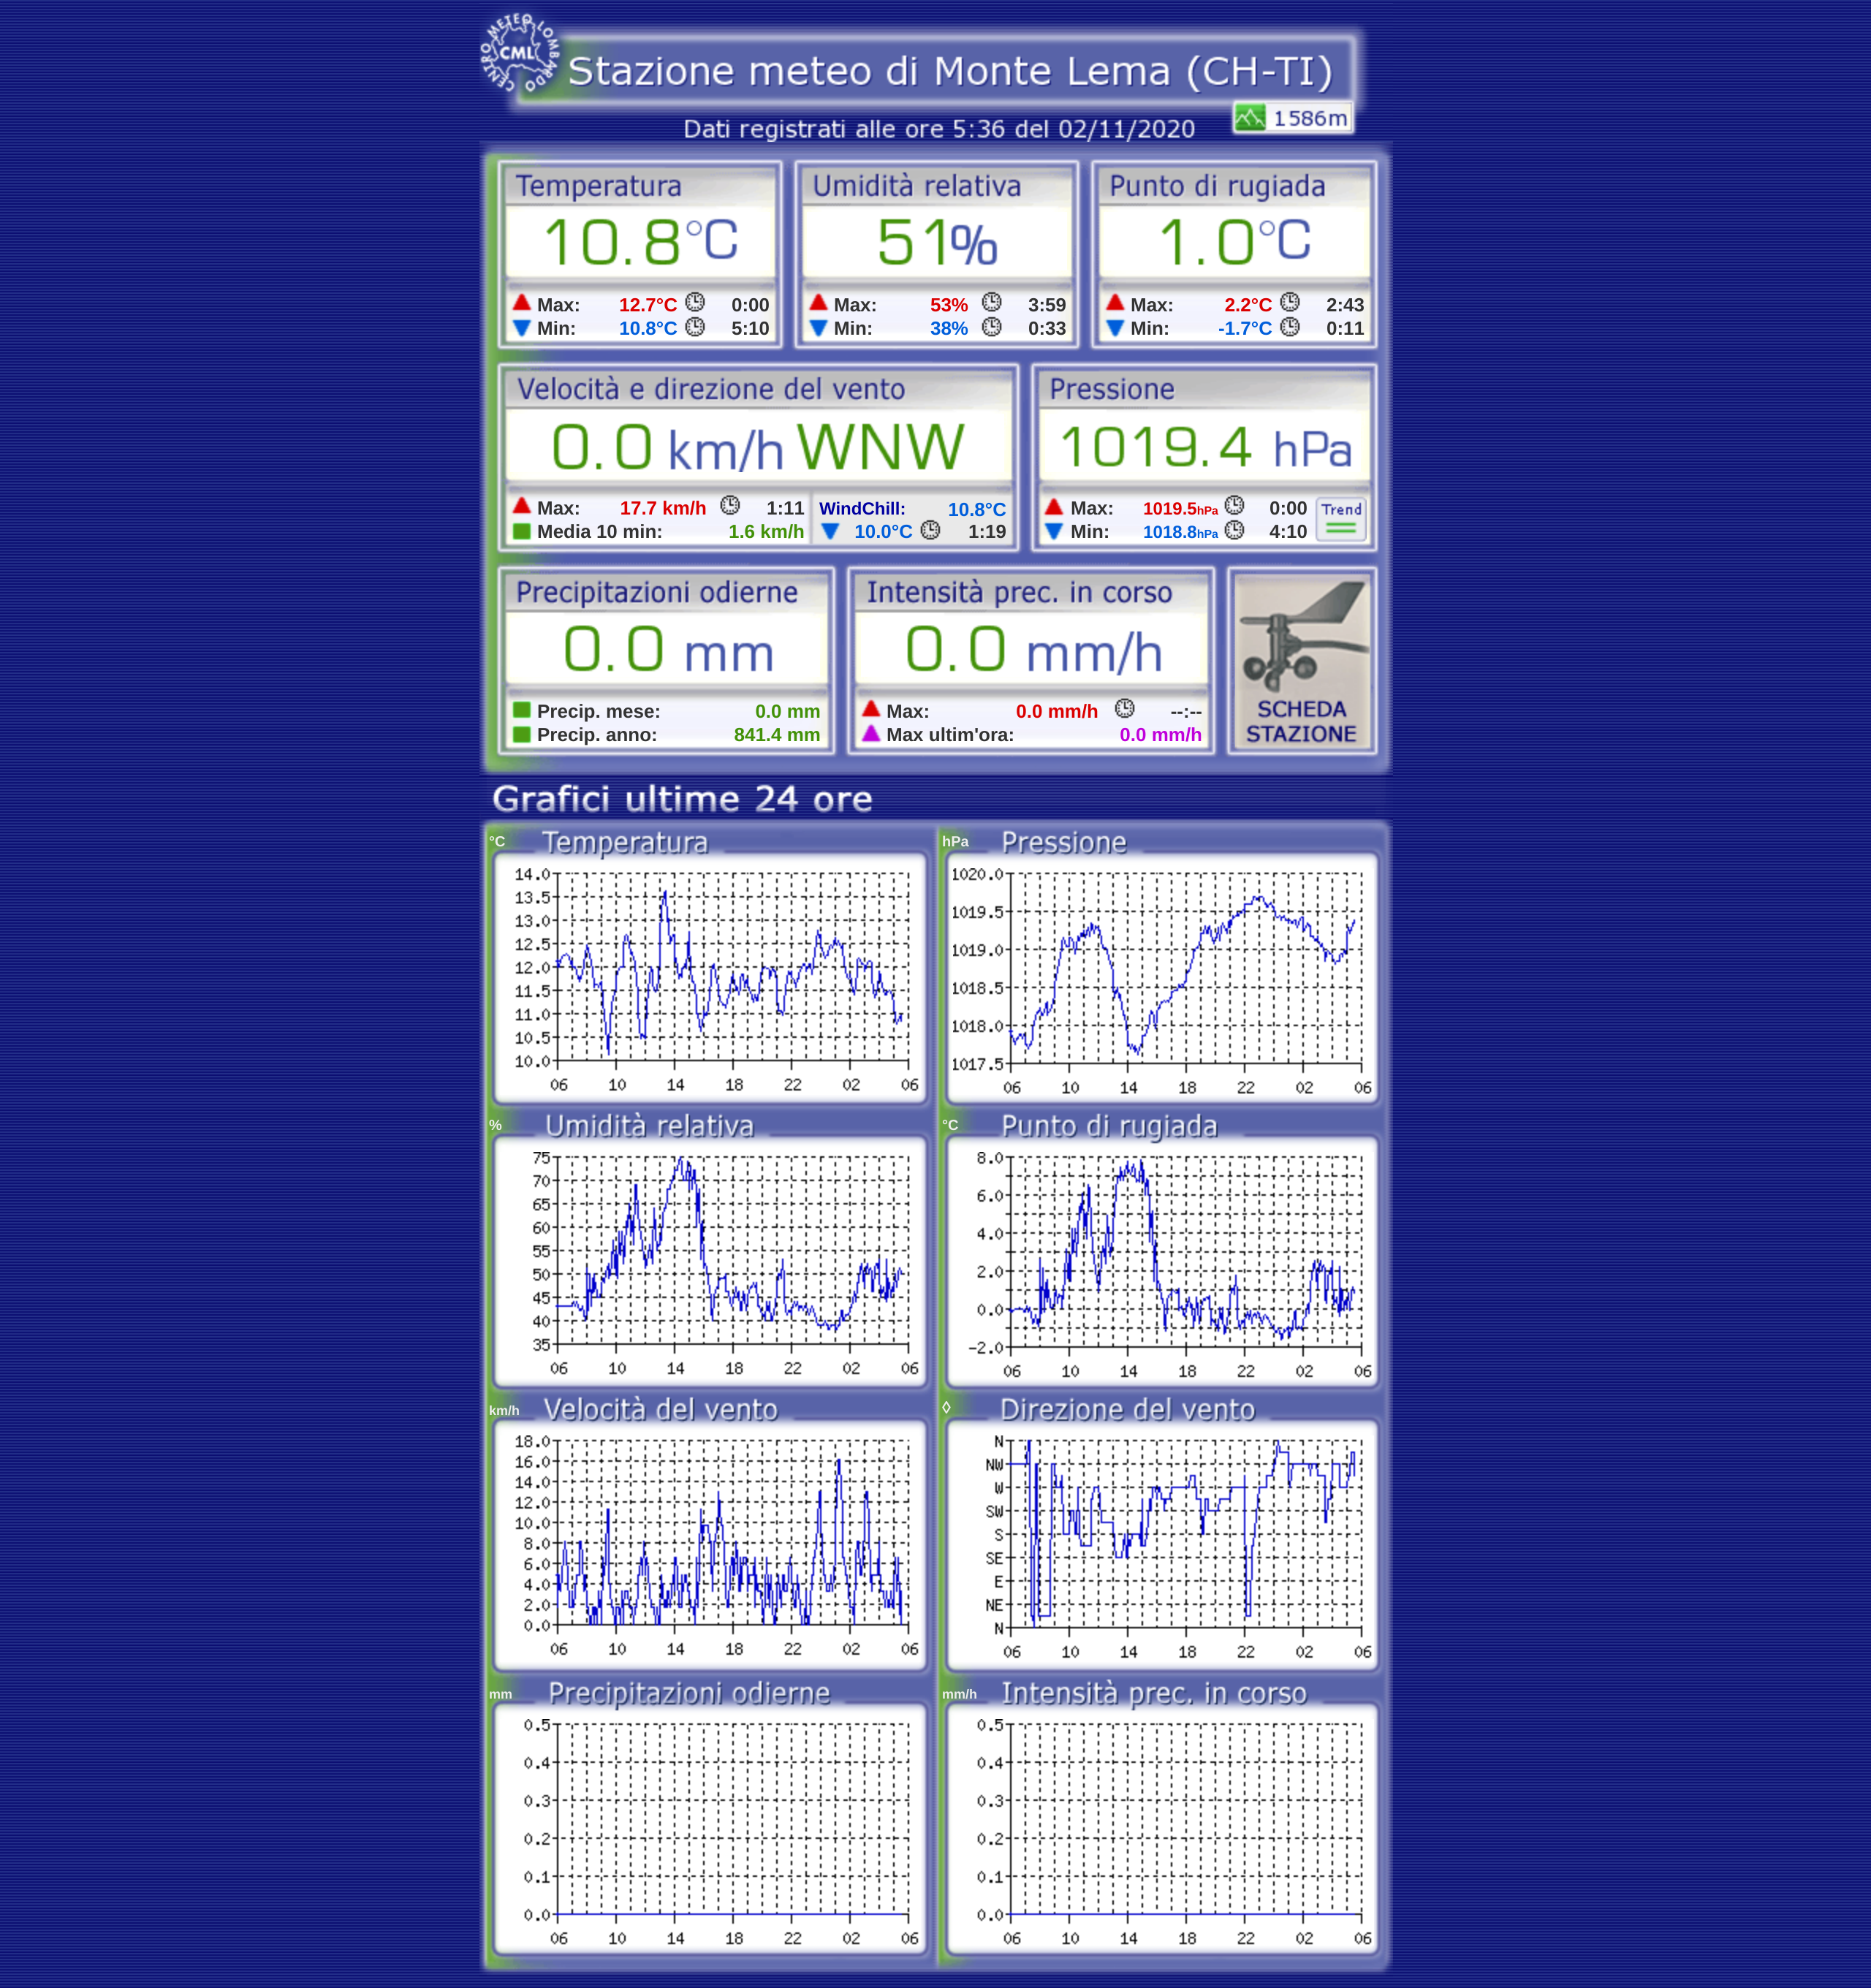 CENTRO METEO LOMBARDO
CML
Stazione meteo di Monte Lema (CH-TI)
1586m
Dati registrati alle ore 5:36 del 02/11/2020
Temperatura
10.8°C
Max: 12.7°C 0:00
Min: 10.8°C 5:10
Umidità relativa
51%
Max: 53% 3:59
Min: 38% 0:33
Punto di rugiada
1.0°C
Max: 2.2°C 2:43
Min: -1.7°C 0:11
Velocità e direzione del vento
0.0 km/h WNW
Max: 17.7 km/h 1:11
Media 10 min: 1.6 km/h
WindChill: 10.8°C
10.0°C 1:19
Pressione
1019.4 hPa
Max: 1019.5hPa 0:00
Min: 1018.8hPa 4:10
Trend
Precipitazioni odierne
0.0 mm
Precip. mese: 0.0 mm
Precip. anno: 841.4 mm
Intensità prec. in corso
0.0 mm/h
Max: 0.0 mm/h --:--
Max ultim'ora: 0.0 mm/h
SCHEDA
STAZIONE
Grafici ultime 24 ore
°C Temperatura
14.0
13.5
13.0
12.5
12.0
11.5
11.0
10.5
10.0
06 10 14 18 22 02 06
hPa Pressione
1020.0
1019.5
1019.0
1018.5
1018.0
1017.5
06 10 14 18 22 02 06
% Umidità relativa
75
70
65
60
55
50
45
40
35
06 10 14 18 22 02 06
°C Punto di rugiada
8.0
6.0
4.0
2.0
0.0
-2.0
06 10 14 18 22 02 06
km/h Velocità del vento
18.0
16.0
14.0
12.0
10.0
8.0
6.0
4.0
2.0
0.0
06 10 14 18 22 02 06
◊ Direzione del vento
N
NW
W
SW
S
SE
E
NE
N
06 10 14 18 22 02 06
mm Precipitazioni odierne
0.5
0.4
0.3
0.2
0.1
0.0
06 10 14 18 22 02 06
mm/h Intensità prec. in corso
0.5
0.4
0.3
0.2
0.1
0.0
06 10 14 18 22 02 06